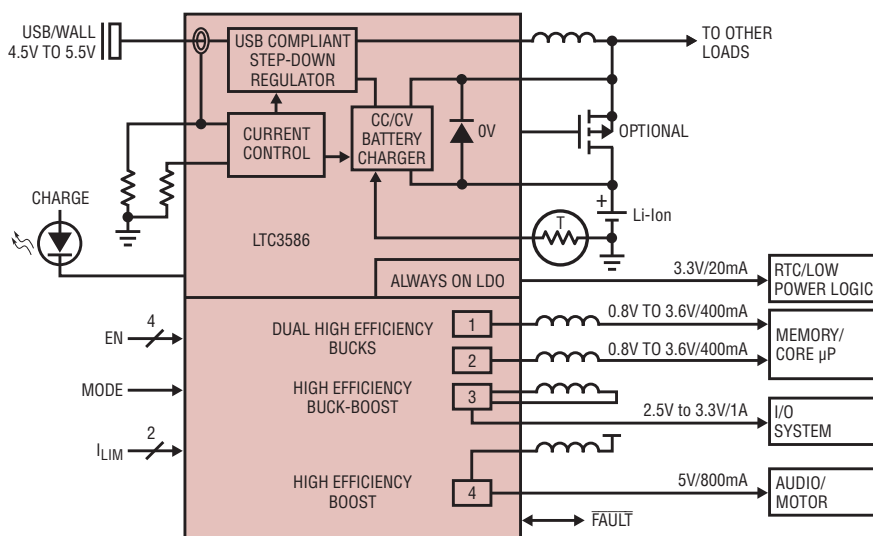 USB/WALL
4.5V TO 5.5V
USB COMPLIANT
STEP-DOWN
REGULATOR
TO OTHER
LOADS
CURRENT
CONTROL
CC/CV
BATTERY
CHARGER
0V
OPTIONAL
CHARGE
LTC3586
T
+
Li-Ion
ALWAYS ON LDO
3.3V/20mA
RTC/LOW
POWER LOGIC
EN
4
DUAL HIGH EFFICIENCY
BUCKS
1
0.8V TO 3.6V/400mA
2
0.8V TO 3.6V/400mA
MEMORY/
CORE µP
MODE
HIGH EFFICIENCY
BUCK-BOOST
3
2.5V to 3.3V/1A
I/O
SYSTEM
ILIM
2
HIGH EFFICIENCY
BOOST
4
5V/800mA
AUDIO/
MOTOR
FAULT